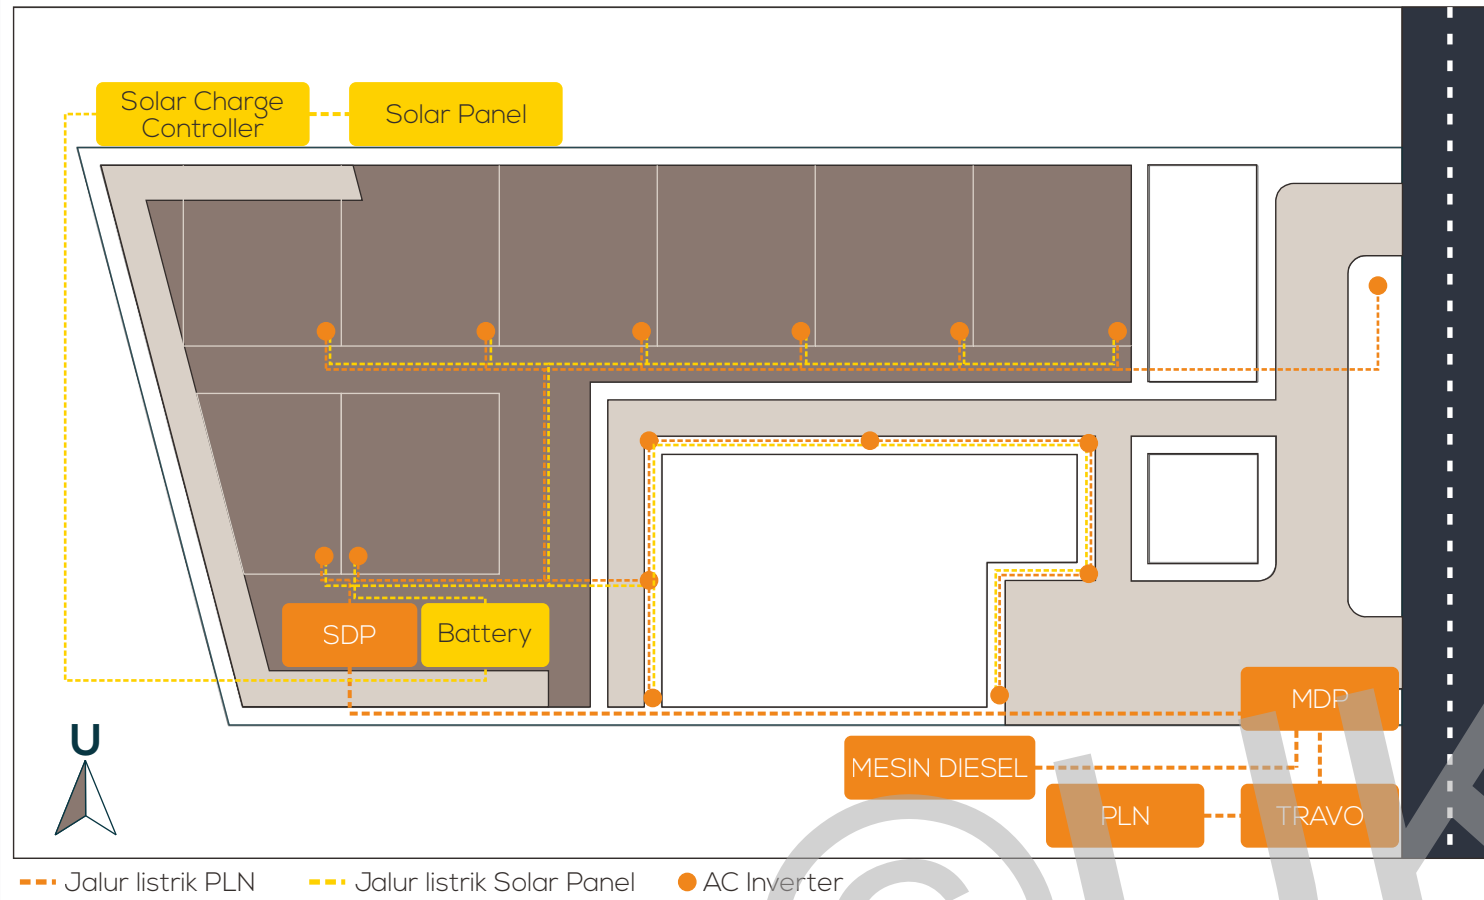 Solar Charge
Controller
Solar Panel
SDP
Battery
U
MDP
MESIN DIESEL
PLN
TRAVO
Jalur listrik PLN
Jalur listrik Solar Panel
AC Inverter